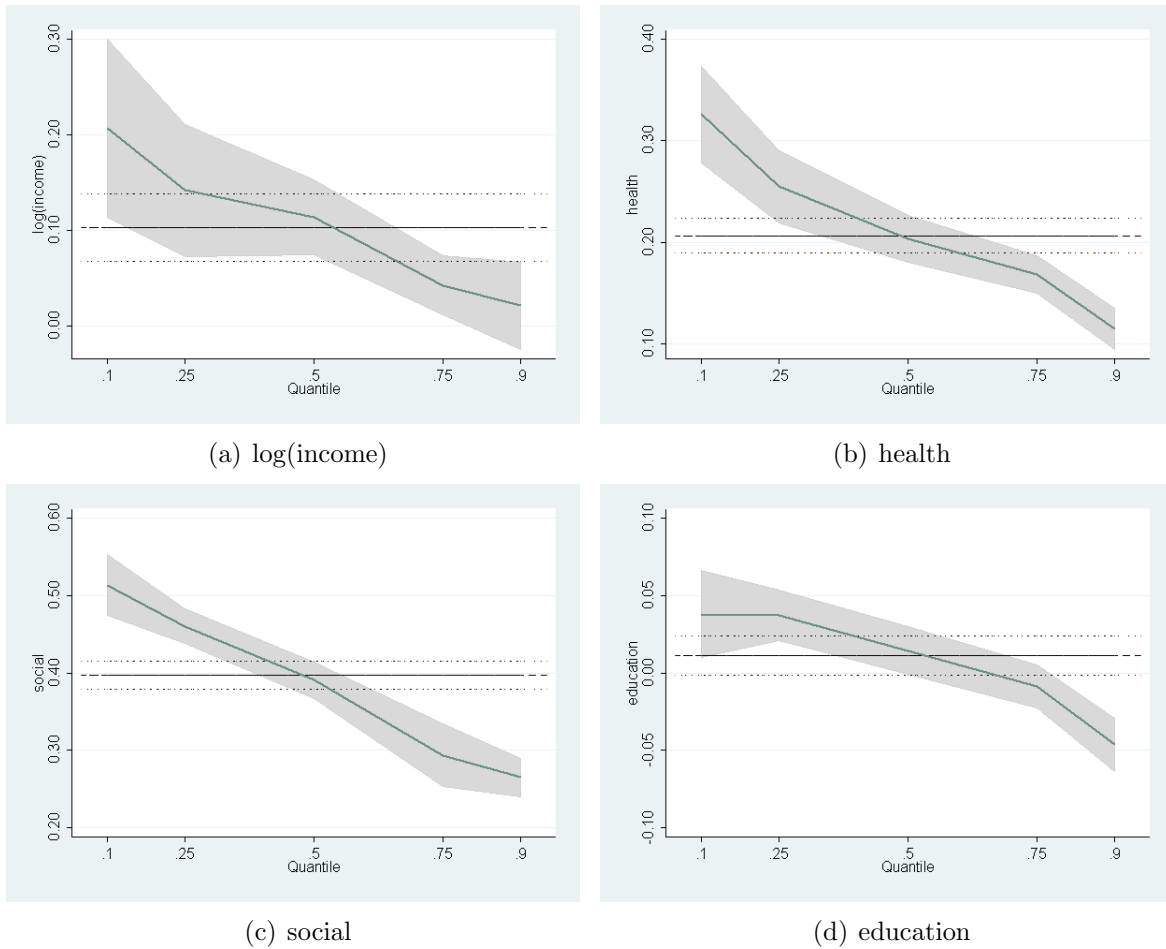 0.30
0.20
0.10
0.00
log(income)
.1 .25 .5 .75 .9
Quantile
(a) log(income)
0.40
0.30
0.20
0.10
health
.1 .25 .5 .75 .9
Quantile
(b) health
0.60
0.50
0.40
0.30
0.20
social
.1 .25 .5 .75 .9
Quantile
(c) social
0.10
0.05
0.00
-0.05
-0.10
education
.1 .25 .5 .75 .9
Quantile
(d) education